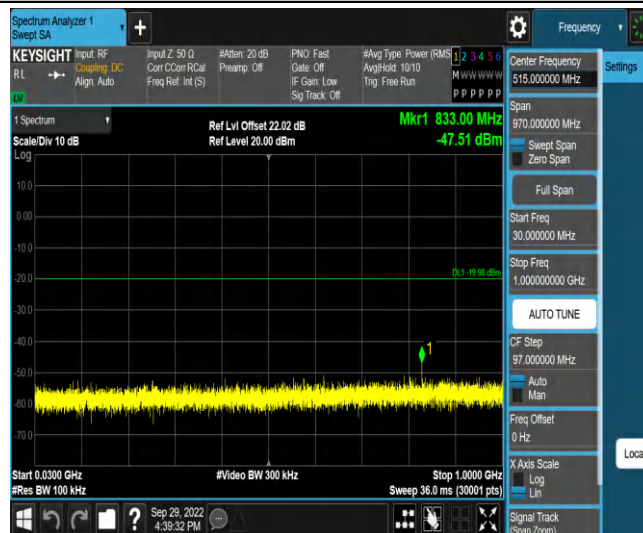 Spectrum Analyzer 1
Swept SA
Frequency
KEYSIGHT
RL
Input: RF
Coupling: DC
Align: Auto
Input Z: 50 Ω
Corr CCorr RCal
Freq Ref: Int (S)
#Atten: 20 dB
Preamp: Off
PNO: Fast
Gate: Off
IF Gain: Low
Sig Track: Off
#Avg Type: Power (RMS
Avg|Hold: 10/10
Trig: Free Run
1 2 3 4 5 6
M W W W W W
P P P P P P
1 Spectrum
Scale/Div 10 dB
Log
Ref Lvl Offset 22.02 dB
Ref Level 20.00 dBm
Mkr1 833.00 MHz
-47.51 dBm
10.0
0.00
-10.0
-20.0
DL1 -19.98 dBm
-30.0
-40.0
1
-50.0
-60.0
-70.0
Start 0.0300 GHz
#Res BW 100 kHz
#Video BW 300 kHz
Stop 1.0000 GHz
Sweep 36.0 ms (30001 pts)
Sep 29, 2022
4:39:32 PM
Center Frequency
515.000000 MHz
Settings
Span
970.000000 MHz
Swept Span
Zero Span
Full Span
Start Freq
30.000000 MHz
Stop Freq
1.000000000 GHz
AUTO TUNE
CF Step
97.000000 MHz
Auto
Man
Freq Offset
0 Hz
Loca
X Axis Scale
Log
Lin
Signal Track
(Span Zoom)